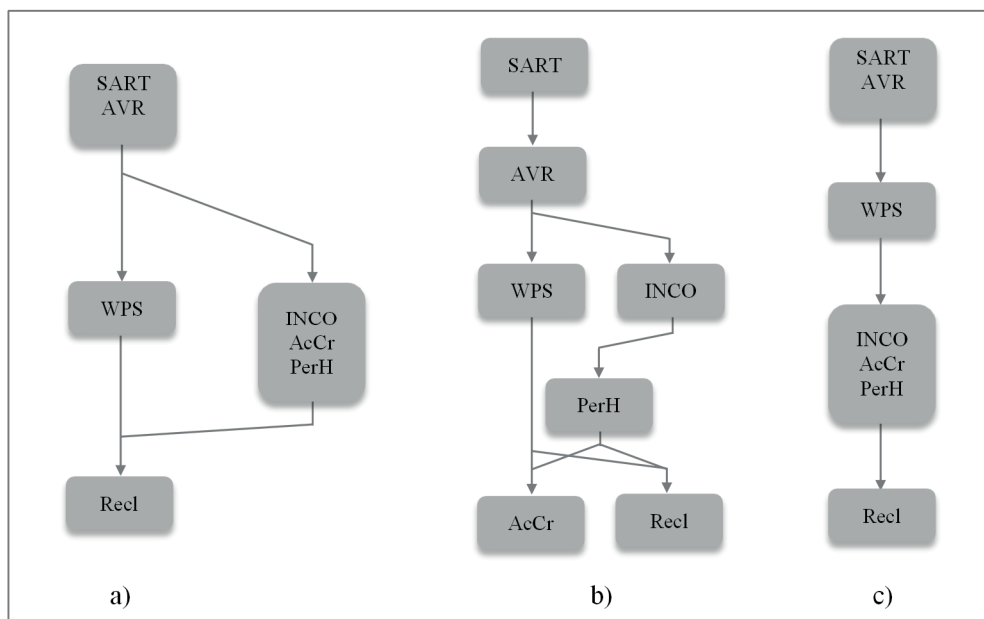 SART
AVR
WPS
INCO
AcCr
PerH
Recl
a)
SART
AVR
WPS
INCO
PerH
AcCr
Recl
b)
SART
AVR
WPS
INCO
AcCr
PerH
Recl
c)